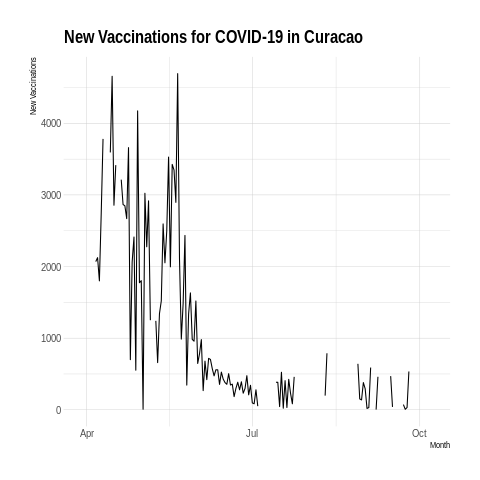 New Vaccinations for COVID-19 in Curacao
New Vaccinations
4000
3000
2000
1000
0
Apr
Jul
Oct
Month